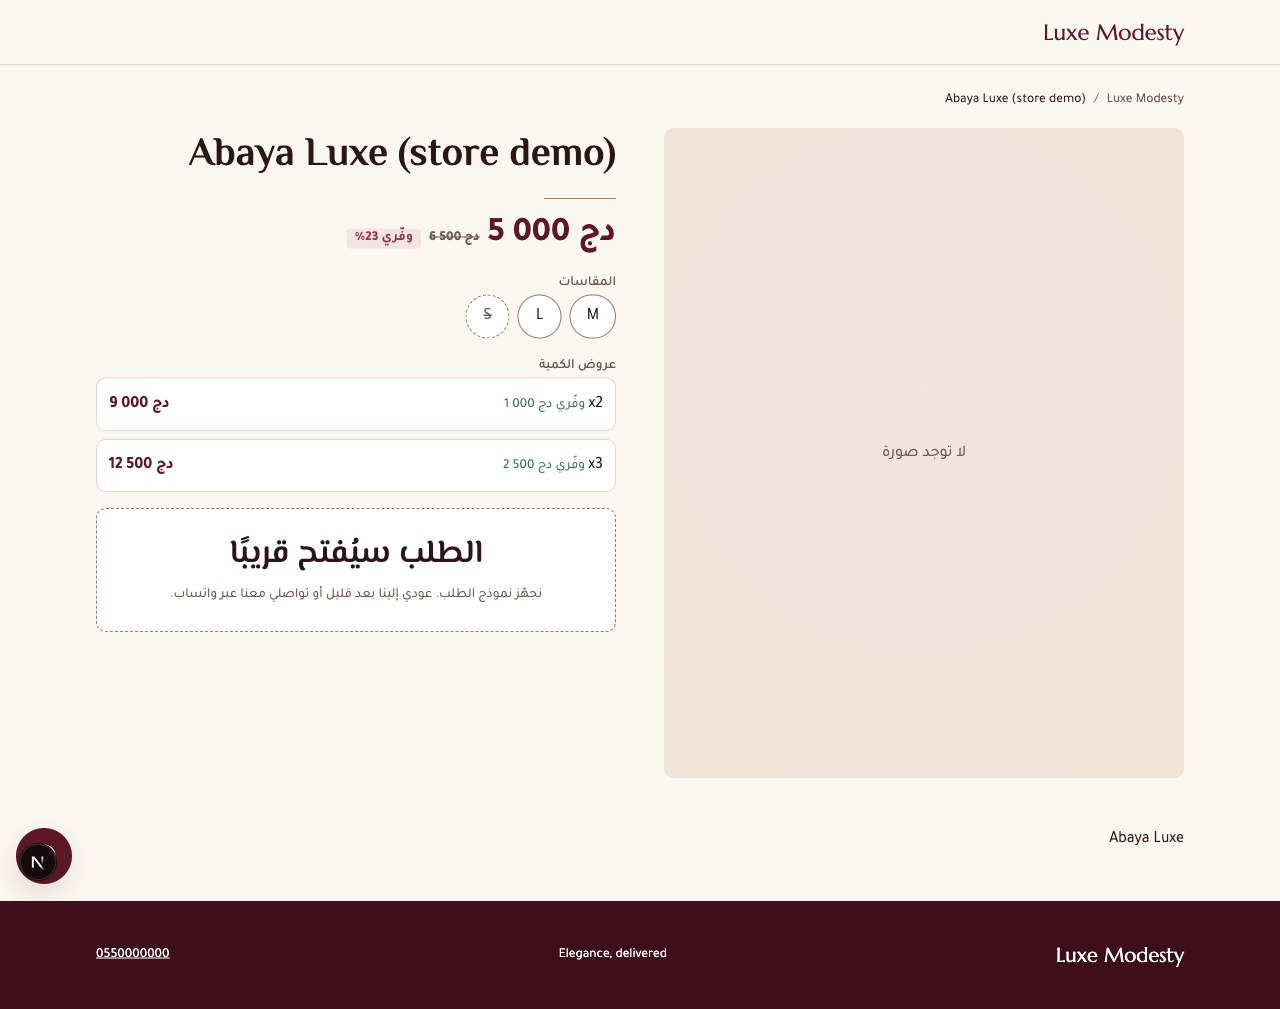 Luxe Modesty
Luxe Modesty / Abaya Luxe (store demo)
لا توجد صورة
Abaya Luxe (store demo)
5 000 دج 6 500 دج وفّري 23%
المقاسات
M L S
عروض الكمية
x2 وفّري دج 1 000 9 000 دج
x3 وفّري دج 2 500 12 500 دج
الطلب سيُفتح قريبًا
نجهّز نموذج الطلب. عودي إلينا بعد قليل أو تواصلي معنا عبر واتساب.
Abaya Luxe
N
Luxe Modesty
Elegance, delivered
0550000000